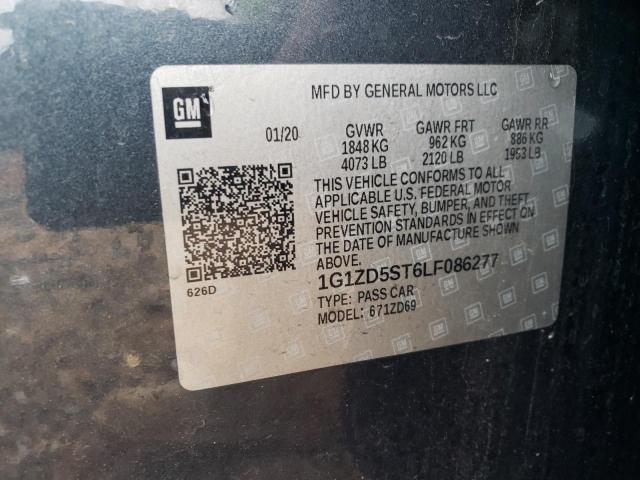 GM
MFD BY GENERAL MOTORS LLC
01/20 GVWR GAWR FRT GAWR RR
1848 KG 962 KG 886 KG
4073 LB 2120 LB 1953 LB
THIS VEHICLE CONFORMS TO ALL
APPLICABLE U.S. FEDERAL MOTOR
VEHICLE SAFETY, BUMPER, AND THEFT
PREVENTION STANDARDS IN EFFECT ON
THE DATE OF MANUFACTURE SHOWN
ABOVE.
1G1ZD5ST6LF086277
626D
TYPE: PASS CAR
MODEL: 671ZD69